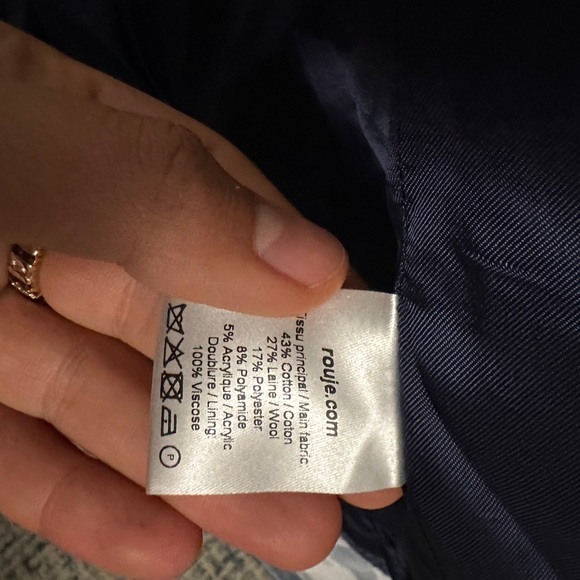 rouje.com
Tissu principal / Main fabric:
43% Cotton / Coton
27% Laine / Wool
17% Polyester
8% Polyamide
5% Acrylique / Acrylic
Doublure / Lining:
100% Viscose
P